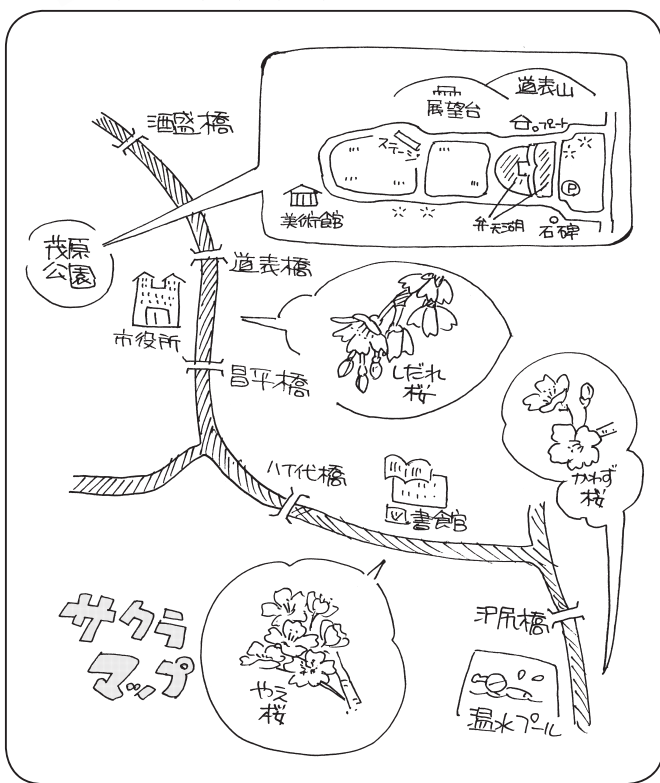 道表山
展望台
ステージ
ボート
P
美術館
弁天湖
石碑
酒盛橋
茂原
公園
道表橋
市役所
昌平橋
しだれ
桜
かわず
桜
八千代橋
図書館
サクラ
マップ
やえ
桜
沢尻橋
温水プール